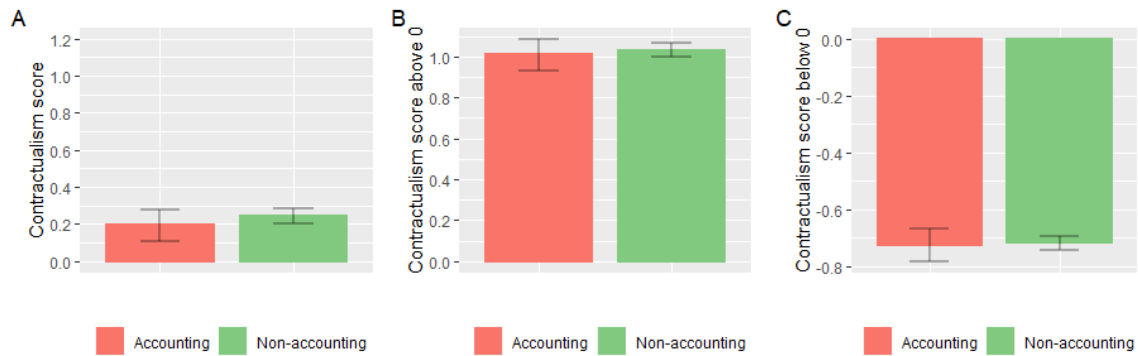 A
Contractualism score
1.2
1.0
0.8
0.6
0.4
0.2
0.0
Accounting
Non-accounting
B
Contractualism score above 0
1.0
0.8
0.6
0.4
0.2
0.0
Accounting
Non-accounting
C
Contractualism score below 0
0.0
-0.2
-0.4
-0.6
-0.8
Accounting
Non-accounting